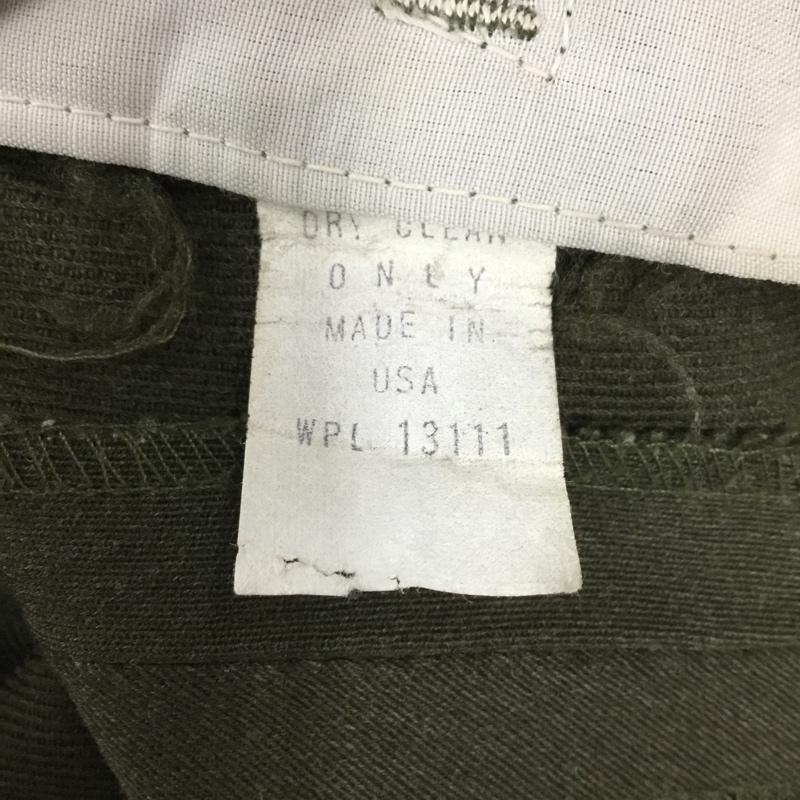 DRY CLEAN
ONLY
MADE IN
USA
WPL 13111